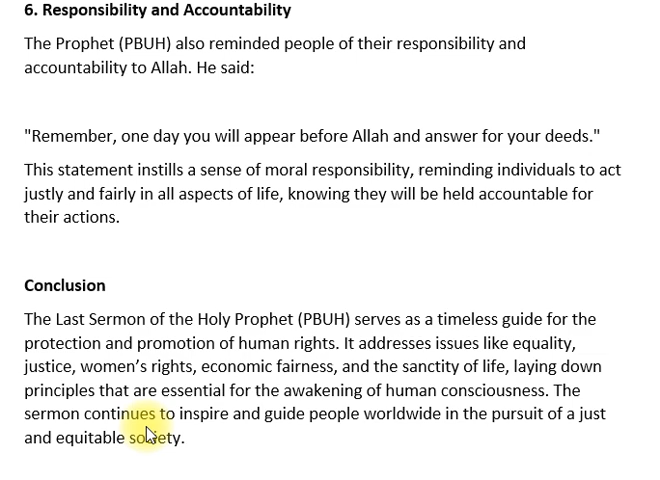 6. Responsibility and Accountability
The Prophet (PBUH) also reminded people of their responsibility and
accountability to Allah. He said:
"Remember, one day you will appear before Allah and answer for your deeds."
This statement instills a sense of moral responsibility, reminding individuals to act
justly and fairly in all aspects of life, knowing they will be held accountable for
their actions.
Conclusion
The Last Sermon of the Holy Prophet (PBUH) serves as a timeless guide for the
protection and promotion of human rights. It addresses issues like equality,
justice, women’s rights, economic fairness, and the sanctity of life, laying down
principles that are essential for the awakening of human consciousness. The
sermon continues to inspire and guide people worldwide in the pursuit of a just
and equitable society.